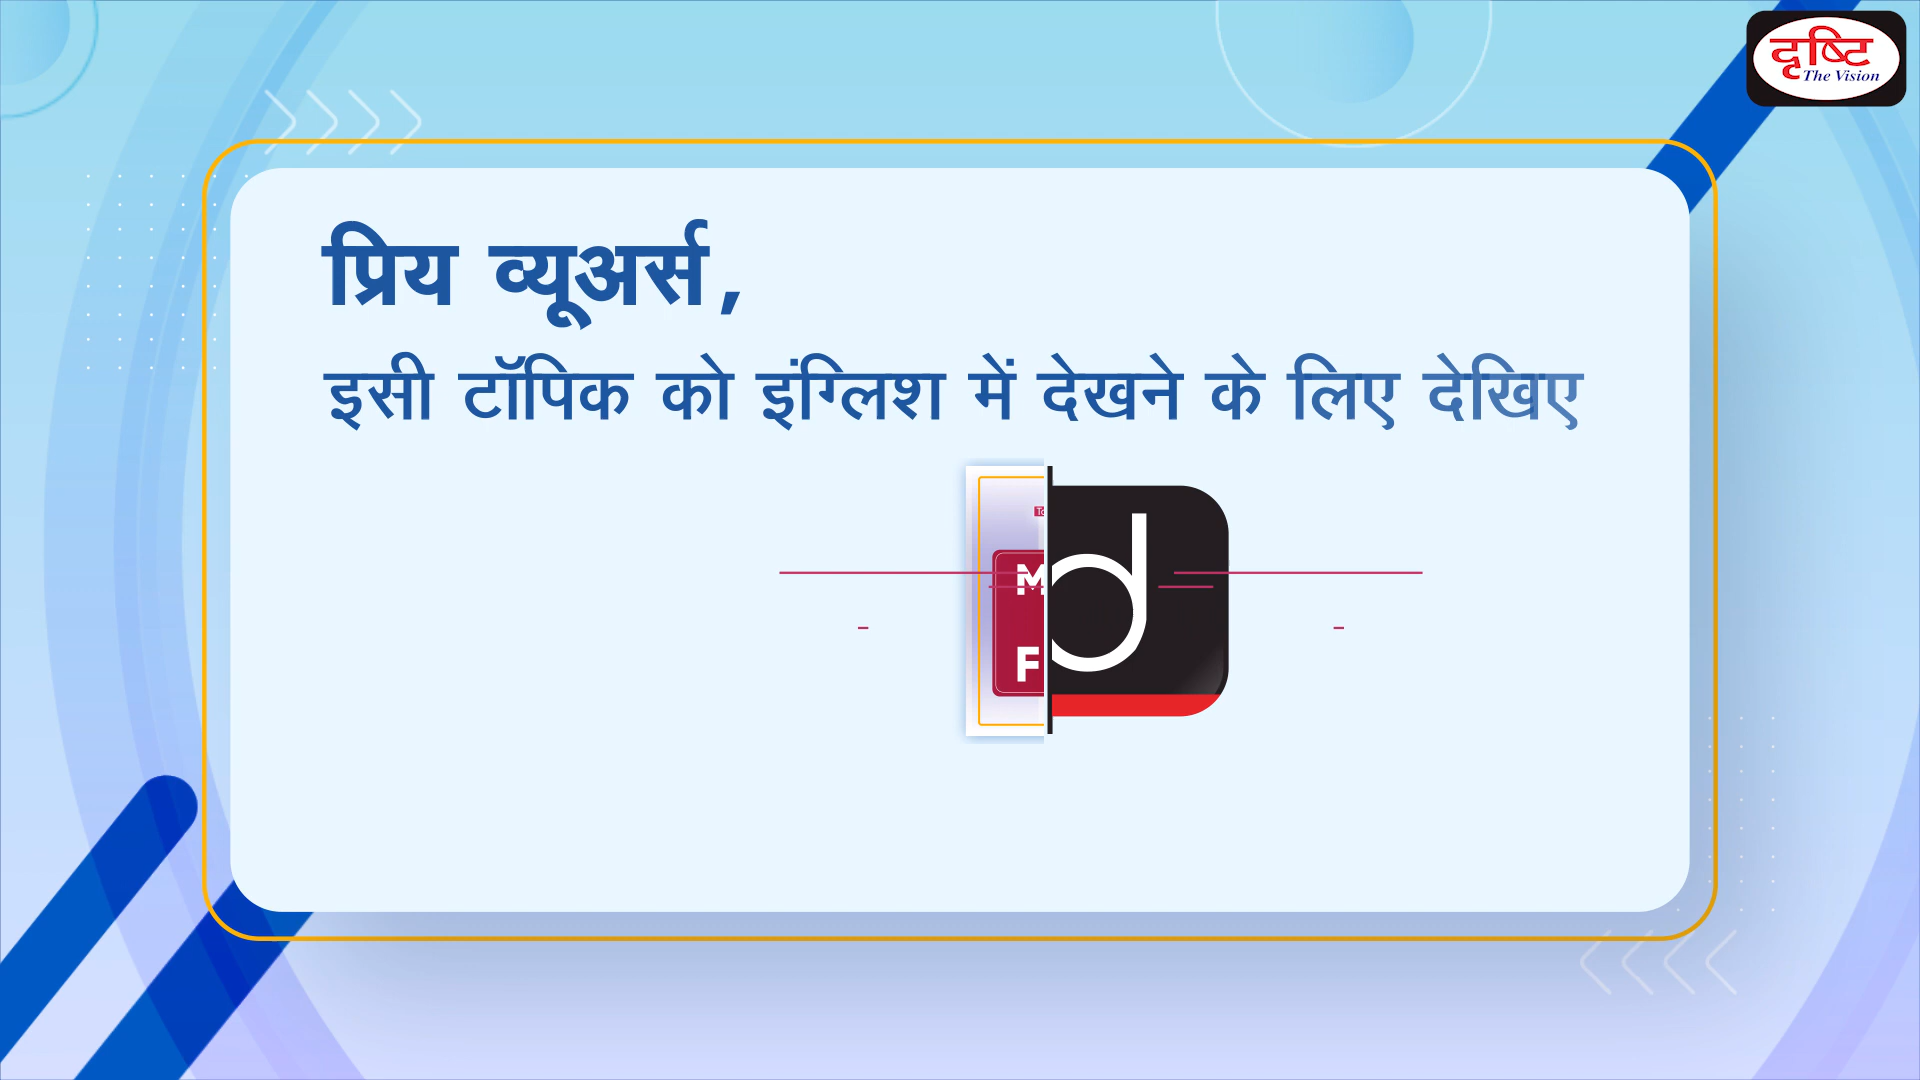 दृष्टि
The Vision
प्रिय व्यूअर्स,
इसी टॉपिक को इंग्लिश में देखने के लिए देखिए
d